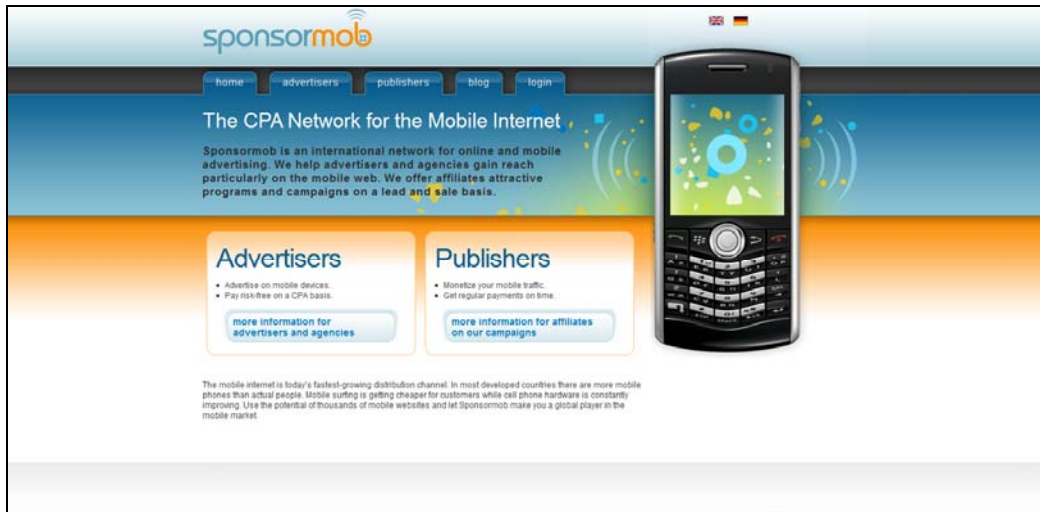 sponsormob
home advertisers publishers blog login
The CPA Network for the Mobile Internet
Sponsormob is an international network for online and mobile
advertising. We help advertisers and agencies gain reach
particularly on the mobile web. We offer affiliates attractive
programs and campaigns on a lead and sale basis.
Advertisers
• Advertise on mobile devices.
• Pay risk-free on a CPA basis.
more information for
advertisers and agencies
Publishers
• Monetize your mobile traffic.
• Get regular payments on time.
more information for affiliates
on our campaigns
The mobile internet is today's fastest-growing distribution channel. In most developed countries there are more mobile
phones than actual people. Mobile surfing is getting cheaper for customers while cell phone hardware is constantly
improving. Use the potential of thousands of mobile websites and let Sponsormob make you a global player in the
mobile market.